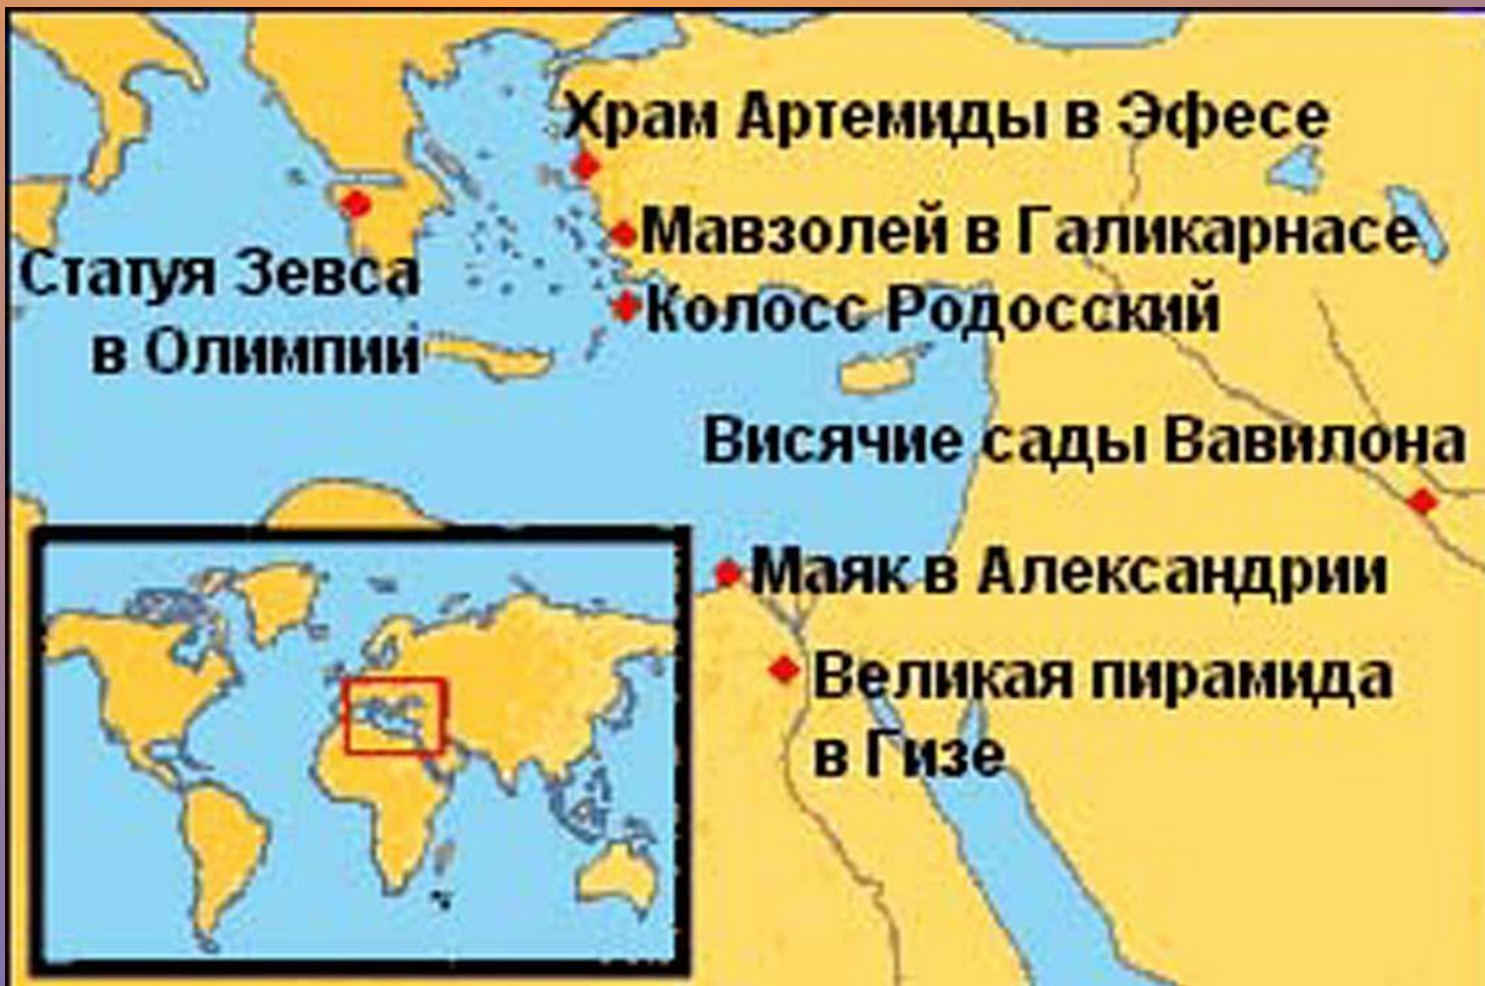 Храм Артемиды в Эфесе
Мавзолей в Галикарнасе
Статуя Зевса
в Олимпии
Колосс Родосский
Висячие сады Вавилона
Маяк в Александрии
Великая пирамида
в Гизе